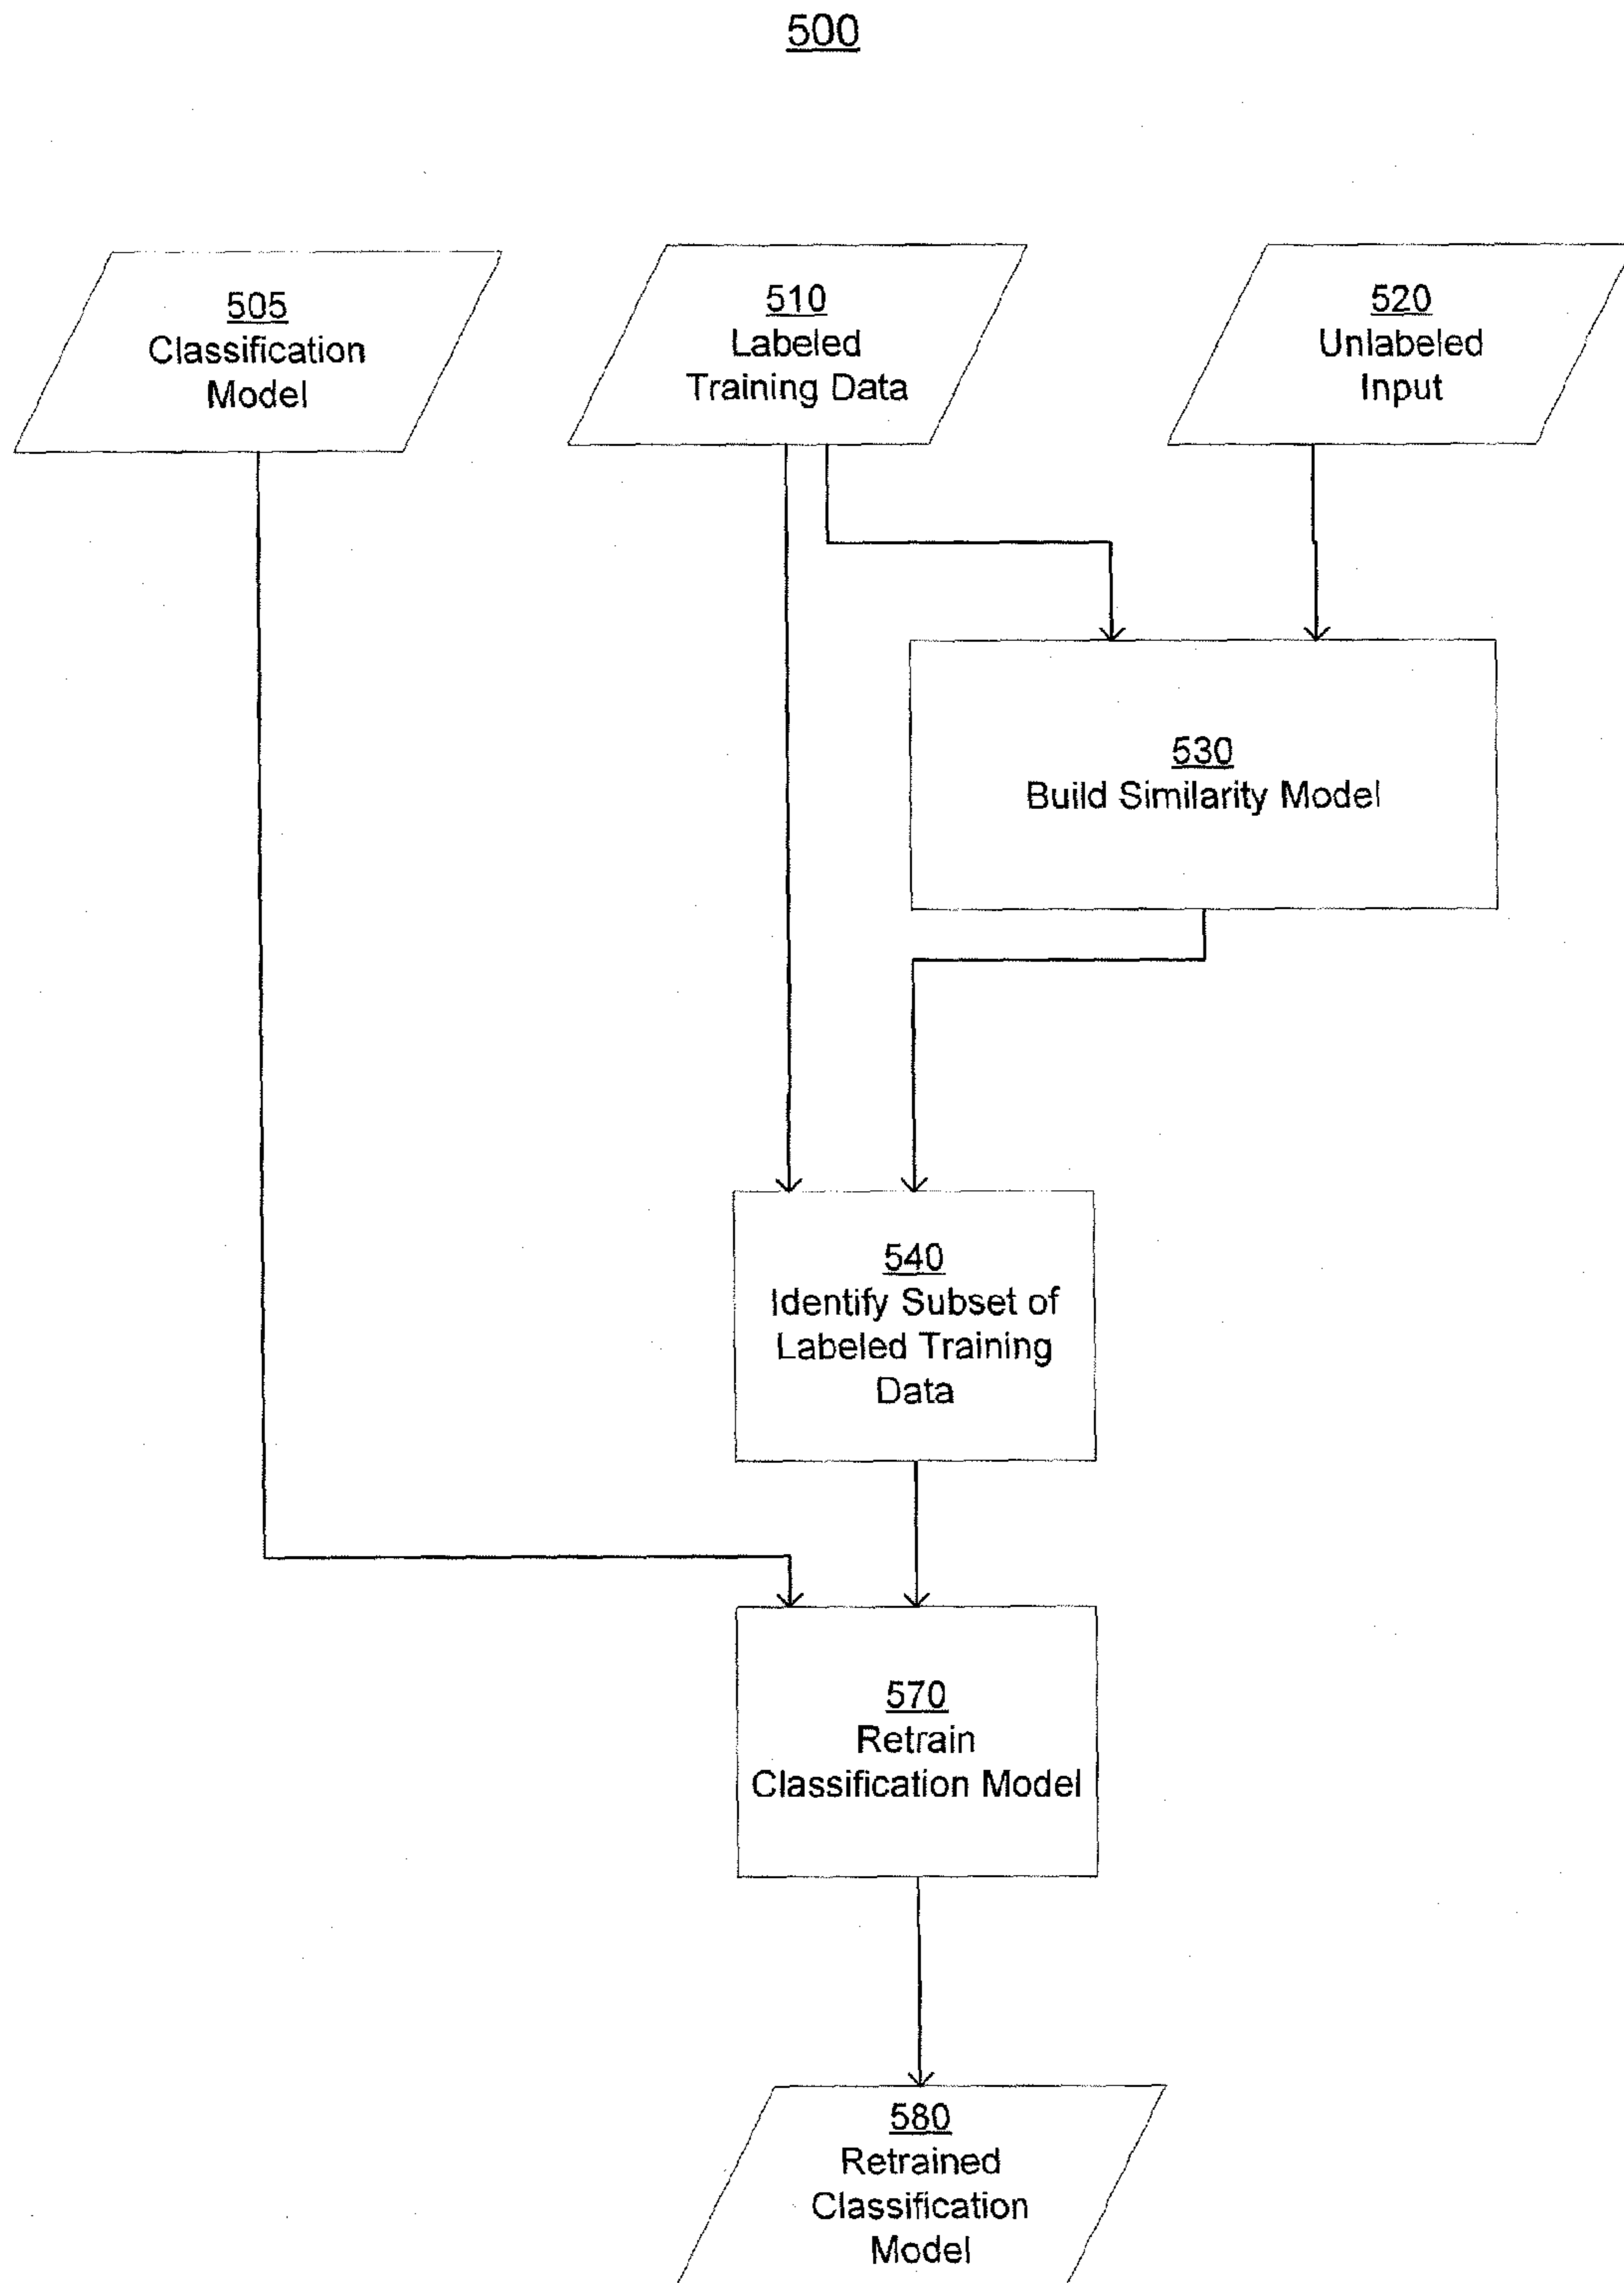 500
505
Classification
Model
510
Labeled
Training Data
520
Unlabeled
Input
530
Build Similarity Model
540
Identify Subset of
Labeled Training
Data
570
Retrain
Classification Model
580
Retrained
Classification
Model